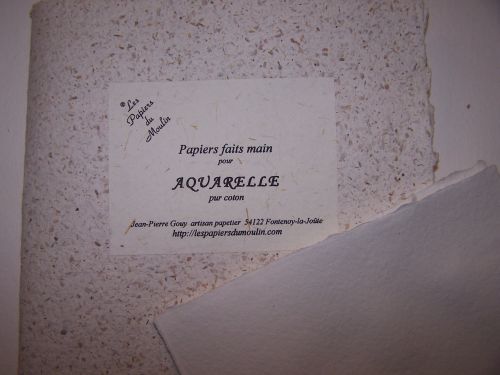 ® Les
Papiers
du
Moulin
Papiers faits main
pour
AQUARELLE
pur coton
Jean-Pierre Gouy artisan papetier 54122 Fontenoy-la-Joûte
http://lespapiersdumoulin.com